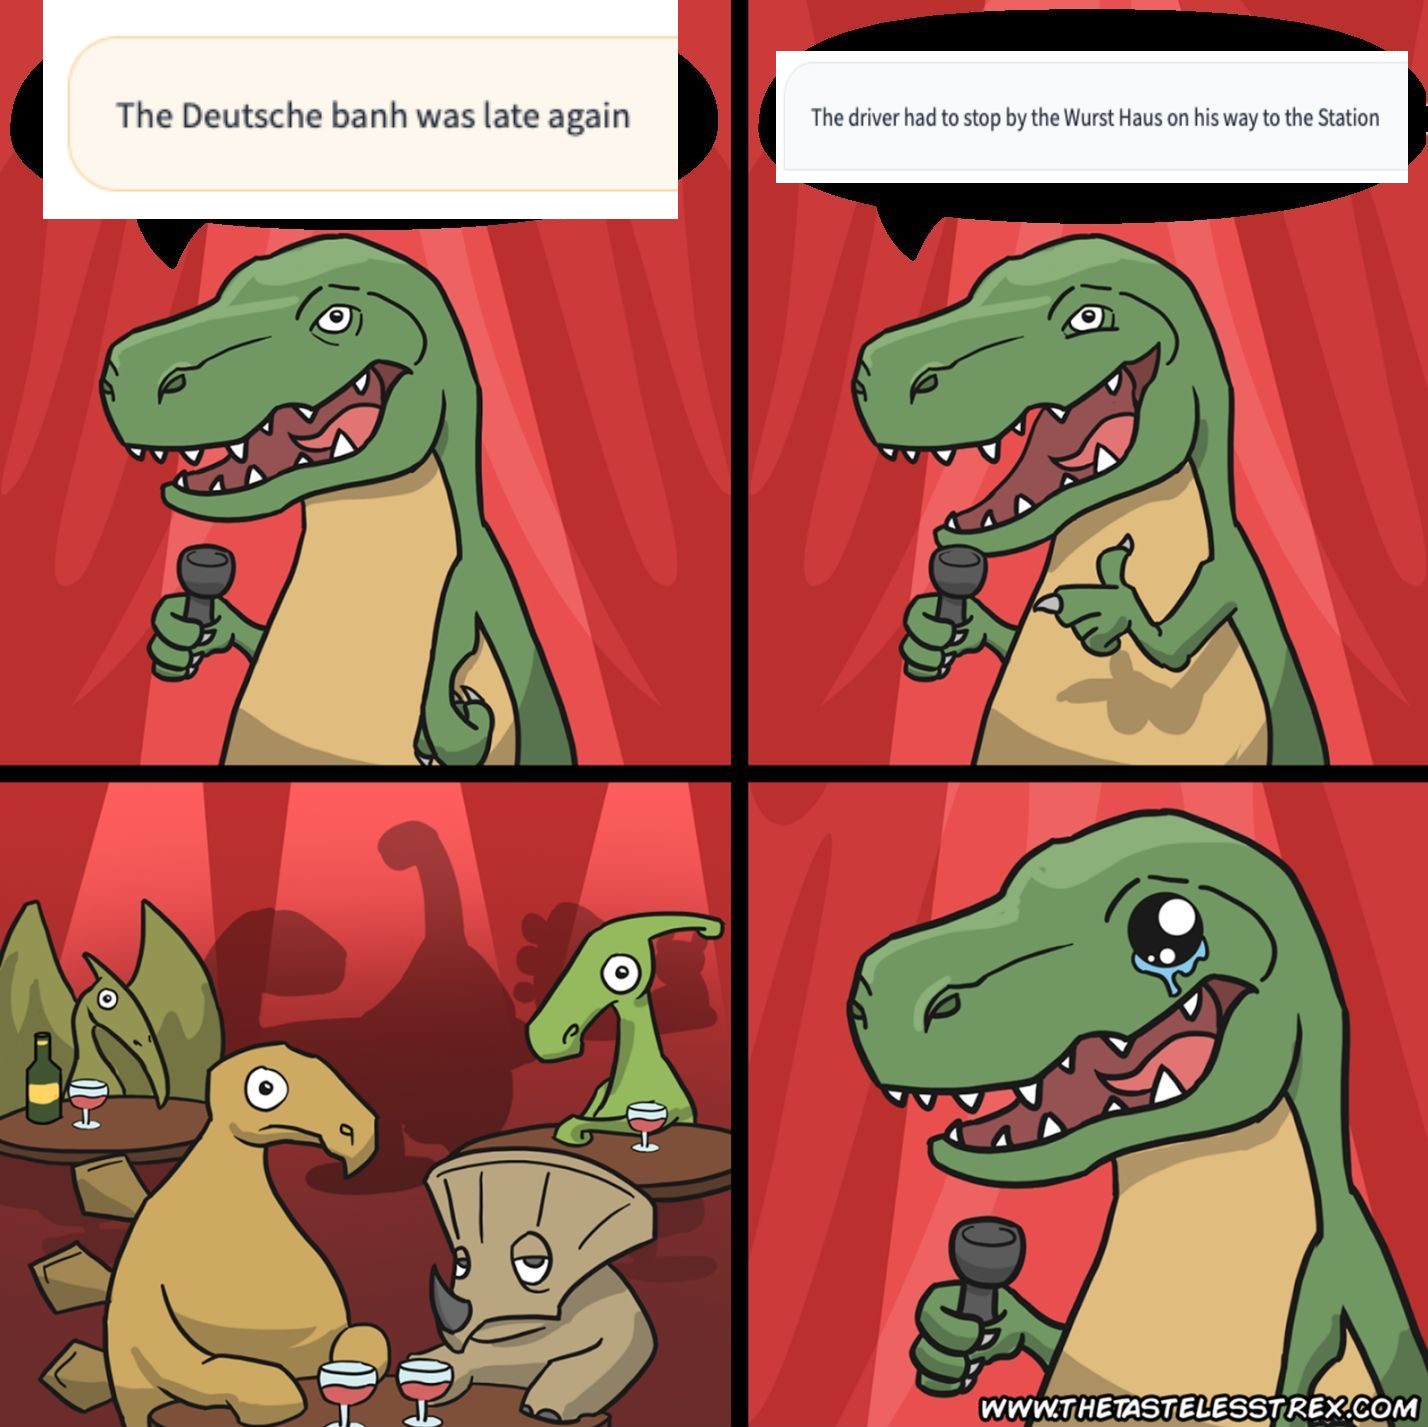 The Deutsche banh was late again
The driver had to stop by the Wurst Haus on his way to the Station
WWW.THETASTELESSTREX.COM